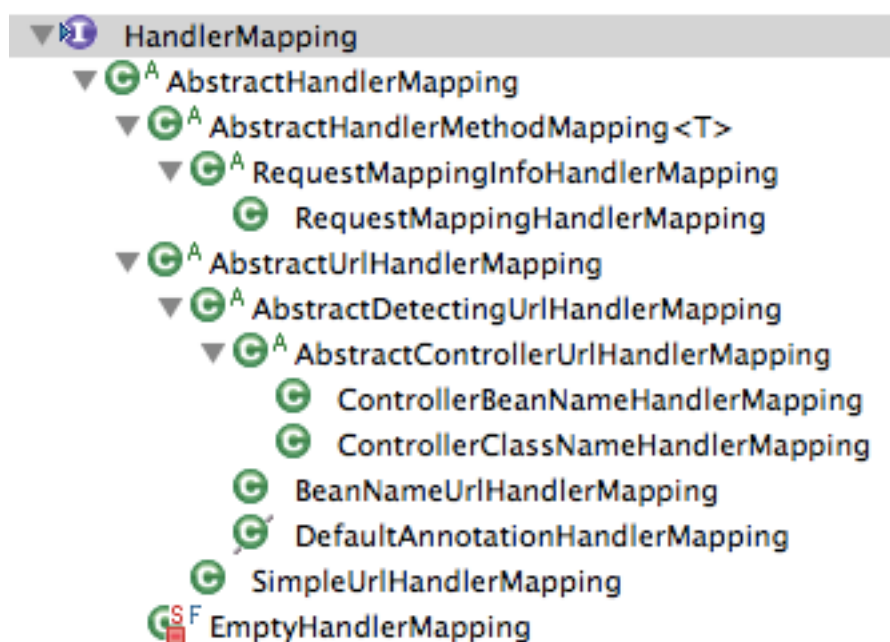 HandlerMapping
AbstractHandlerMapping
AbstractHandlerMethodMapping<T>
RequestMappingInfoHandlerMapping
RequestMappingHandlerMapping
AbstractUrlHandlerMapping
AbstractDetectingUrlHandlerMapping
AbstractControllerUrlHandlerMapping
ControllerBeanNameHandlerMapping
ControllerClassNameHandlerMapping
BeanNameUrlHandlerMapping
DefaultAnnotationHandlerMapping
SimpleUrlHandlerMapping
EmptyHandlerMapping